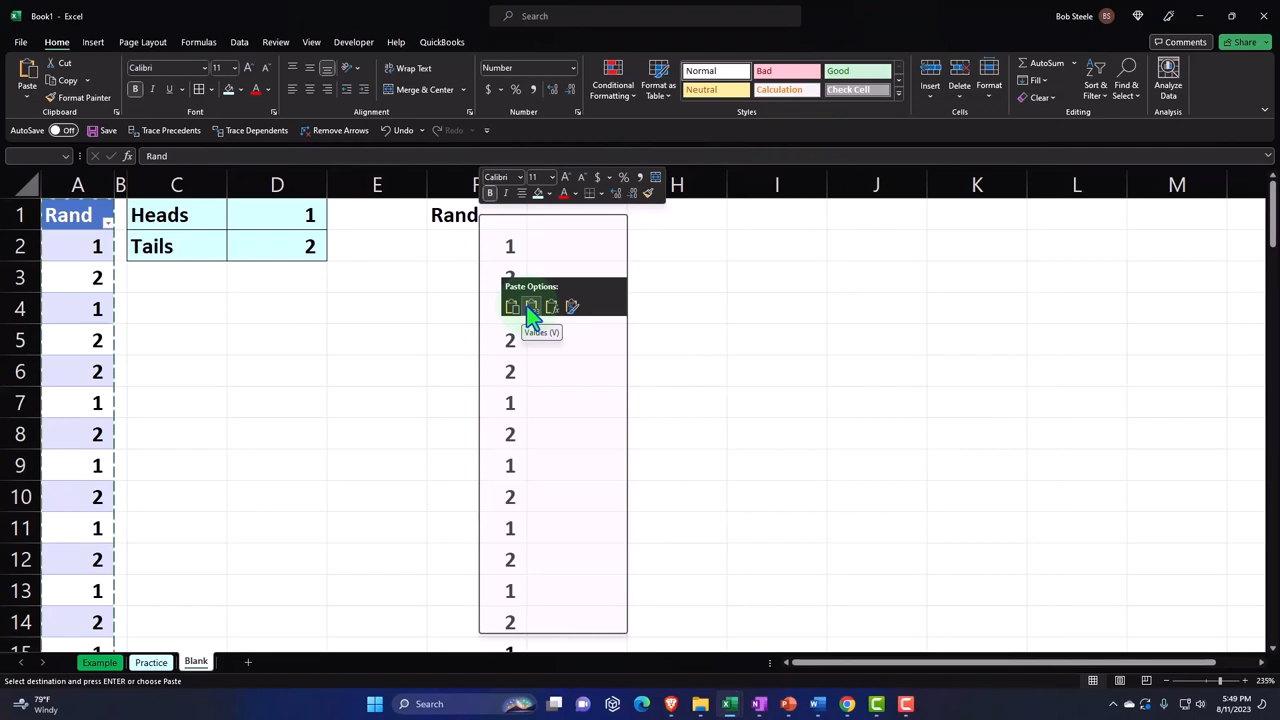 Book1 - Excel
Search
Bob Steele BS
File Home Insert Page Layout Formulas Data Review View Developer Automate Help QuickBooks
Comments Share
Paste Cut Copy Format Painter
Clipboard
Calibri 11 A A
B I U A
Font
Wrap Text
Merge & Center
Alignment
Number
$ % ,
Number
Conditional Formatting
Format as Table
Normal Bad Good
Neutral Calculation Check Cell
Styles
Insert Delete Format
Cells
AutoSum
Fill
Clear
Sort & Filter
Find & Select
Editing
Analyze Data
Analysis
AutoSave Off Save Trace Precedents Trace Dependents Remove Arrows Undo Redo
fx Rand
Calibri 11 A A $ % ,
B I A
A B C D E F H I J K L M
1 Rand Heads 1 Rand
2 1 Tails 2 1
3 2 2
Paste Options:
4 1
Values (V)
5 2 2
6 2 2
7 1 1
8 2 2
9 1 1
10 2 2
11 1 1
12 2 2
13 1 1
14 2 2
15 1 1
Example Practice Blank
Select destination and press ENTER or choose Paste
235%
79°F
Windy
Search
5:49 PM
8/11/2023